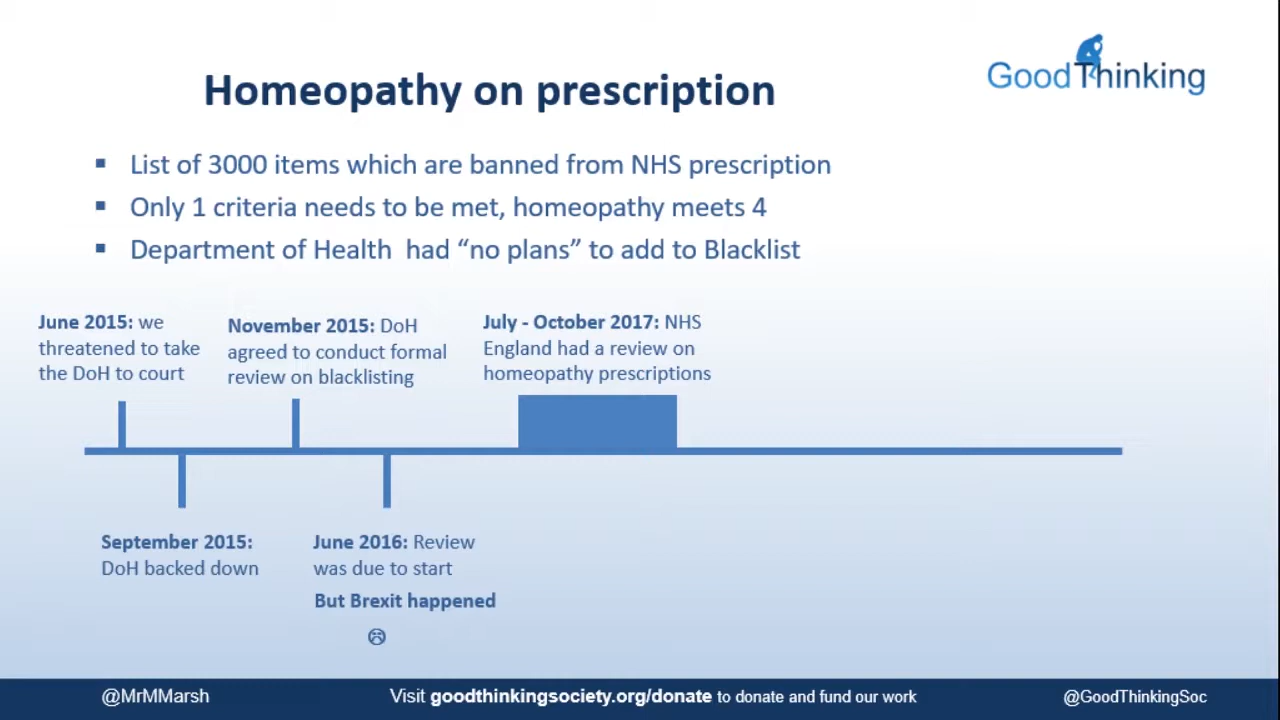 Homeopathy on prescription
GoodThinking
▪ List of 3000 items which are banned from NHS prescription
▪ Only 1 criteria needs to be met, homeopathy meets 4
▪ Department of Health  had “no plans” to add to Blacklist
June 2015: we
threatened to take
the DoH to court
November 2015: DoH
agreed to conduct formal
review on blacklisting
July - October 2017: NHS
England had a review on
homeopathy prescriptions
September 2015:
DoH backed down
June 2016: Review
was due to start
But Brexit happened
☹
@MrMMarsh
Visit goodthinkingsociety.org/donate to donate and fund our work
@GoodThinkingSoc